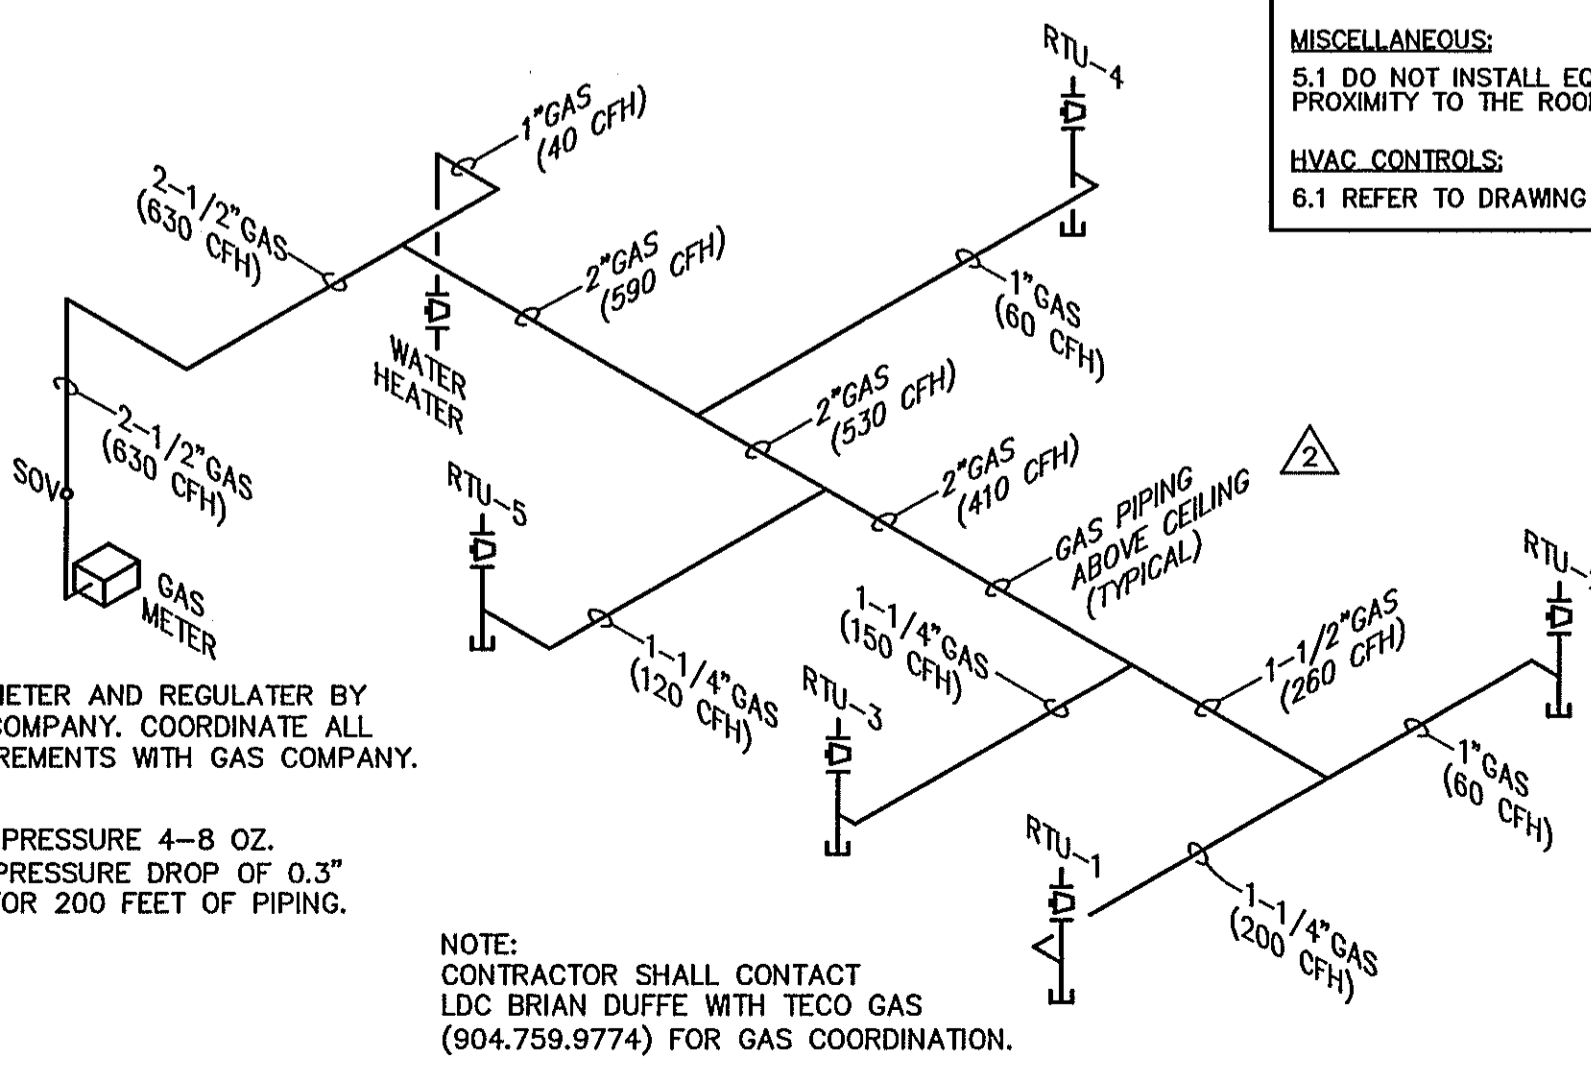 MISCELLANEOUS:
5.1 DO NOT INSTALL EQ
PROXIMITY TO THE ROO
HVAC CONTROLS:
6.1 REFER TO DRAWING
RTU-4
1"GAS
(40 CFH)
2-1/2"GAS
(630 CFH)
2"GAS
(590 CFH)
1"GAS
(60 CFH)
WATER
HEATER
2"GAS
(530 CFH)
2-1/2"GAS
(630 CFH)
SOV
RTU-5
2"GAS
(410 CFH)
2
GAS PIPING
ABOVE CEILING
(TYPICAL)
GAS
METER
RTU-
1-1/4"GAS
(150 CFH)
1-1/2"GAS
(260 CFH)
1-1/4"GAS
(120 CFH)
RTU-3
1"GAS
(60 CFH)
RTU-1
1-1/4"GAS
(200 CFH)
METER AND REGULATER BY
COMPANY. COORDINATE ALL
REMENTS WITH GAS COMPANY.
PRESSURE 4-8 OZ.
PRESSURE DROP OF 0.3"
OR 200 FEET OF PIPING.
NOTE:
CONTRACTOR SHALL CONTACT
LDC BRIAN DUFFE WITH TECO GAS
(904.759.9774) FOR GAS COORDINATION.